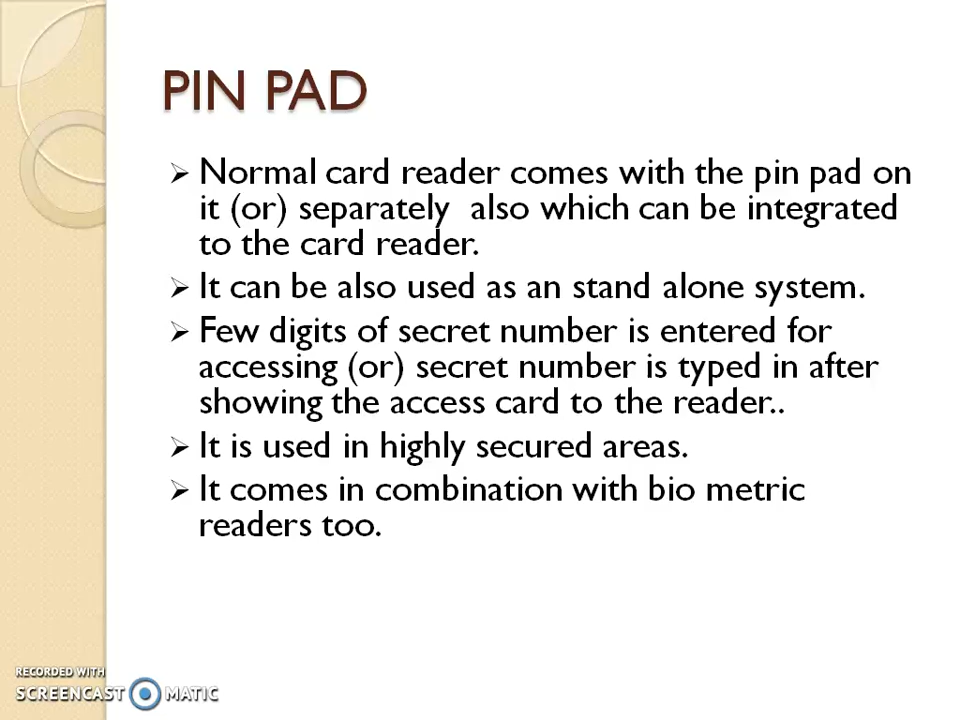 PIN PAD
➢ Normal card reader comes with the pin pad on
it (or) separately  also which can be integrated
to the card reader.
➢ It can be also used as an stand alone system.
➢ Few digits of secret number is entered for
accessing (or) secret number is typed in after
showing the access card to the reader..
➢ It is used in highly secured areas.
➢ It comes in combination with bio metric
readers too.
RECORDED WITH
SCREENCAST MATIC